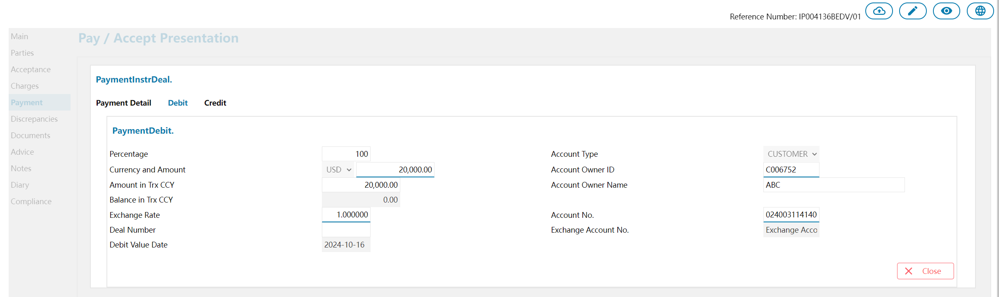 Reference Number: IP004136BEDV/01
Main
Parties
Acceptance
Charges
Payment
Discrepancies
Documents
Advice
Notes
Diary
Compliance
Pay / Accept Presentation
PaymentInstrDeal.
Payment Detail Debit Credit
PaymentDebit.
Percentage 100 Account Type CUSTOMER
Currency and Amount USD 20,000.00 Account Owner ID C006752
Amount in Trx CCY 20,000.00 Account Owner Name ABC
Balance in Trx CCY 0.00
Exchange Rate 1.000000 Account No. 024003114140
Deal Number Exchange Account No. Exchange Acco
Debit Value Date 2024-10-16
Close